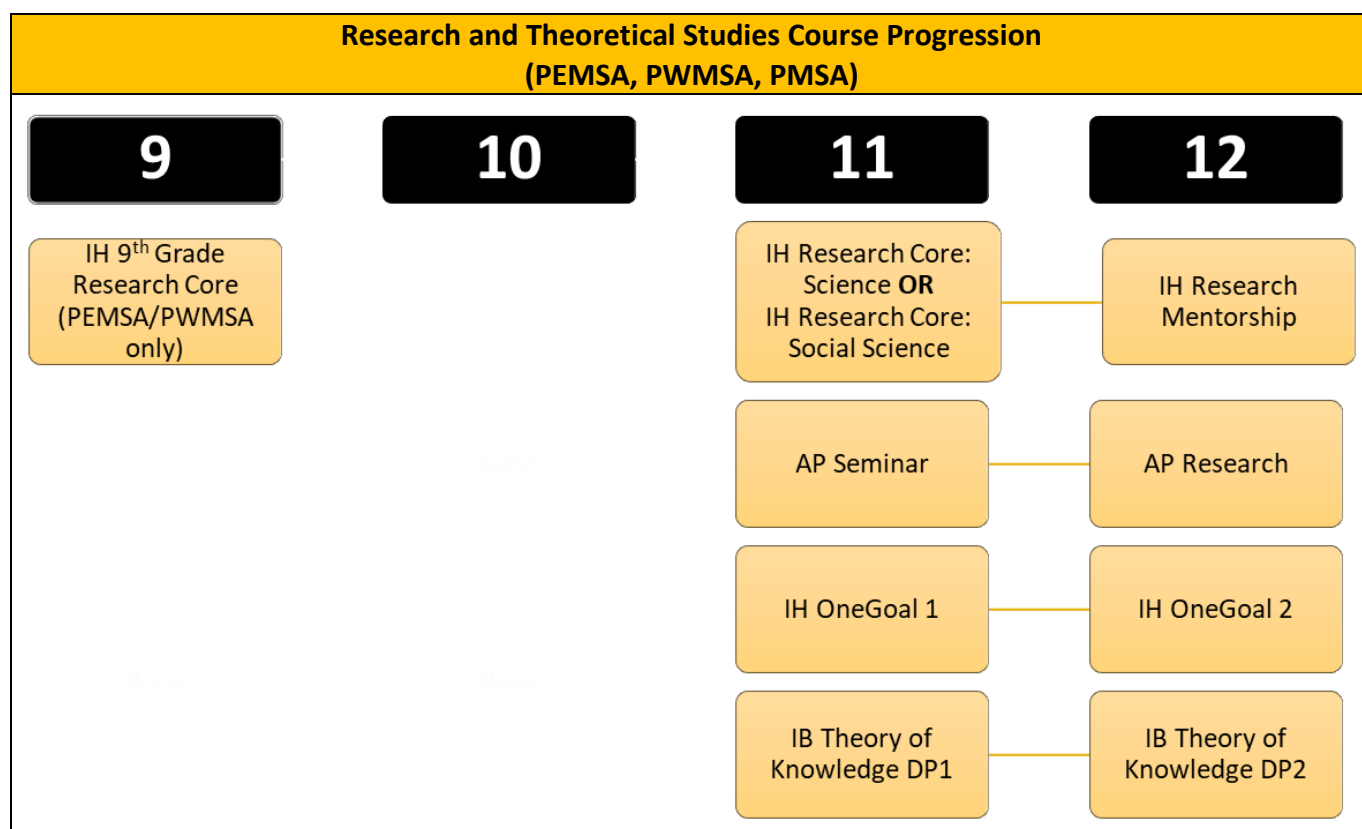 Research and Theoretical Studies Course Progression
(PEMSA, PWMSA, PMSA)
9
10
11
12
IH 9th Grade
Research Core
(PEMSA/PWMSA
only)
IH Research Core:
Science OR
IH Research Core:
Social Science
IH Research
Mentorship
AP Seminar
AP Research
IH OneGoal 1
IH OneGoal 2
IB Theory of
Knowledge DP1
IB Theory of
Knowledge DP2